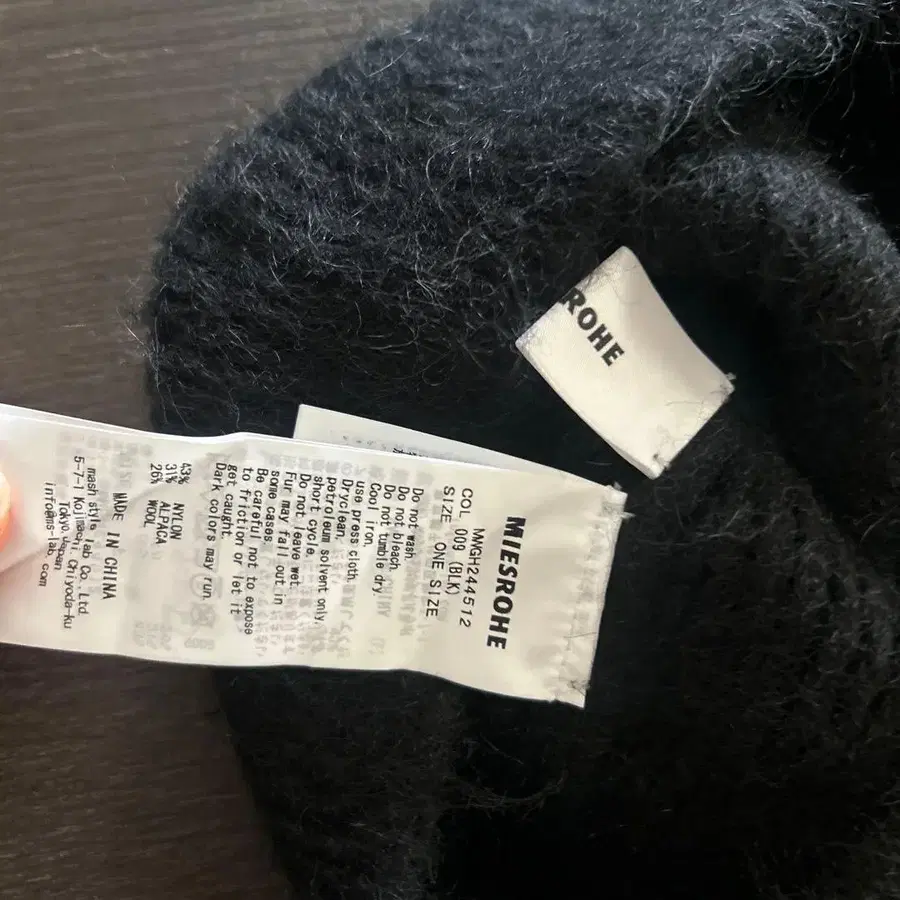 ROHE
MIESROHE
MWGH244512
COL 009 (BLK)
SIZE ONE SIZE
Do not wash
Do not bleach
Do not tumble dry.
Cool iron.
use press cloth.
Dryclean.
petroleum solvent only,
short cycle.
Do not leave wet.
Fur may fall out in
some cases.
Be careful not to expose
to friction or let it
get caught.
Dark colors may run.
43% NYLON
31% ALPACA
26% WOOL
MADE IN CHINA
mash style lab.Co.,Ltd.
5-7-1 Kojimachi.Chiyoda-ku
Tokyo Japan
info@ms-lab.com